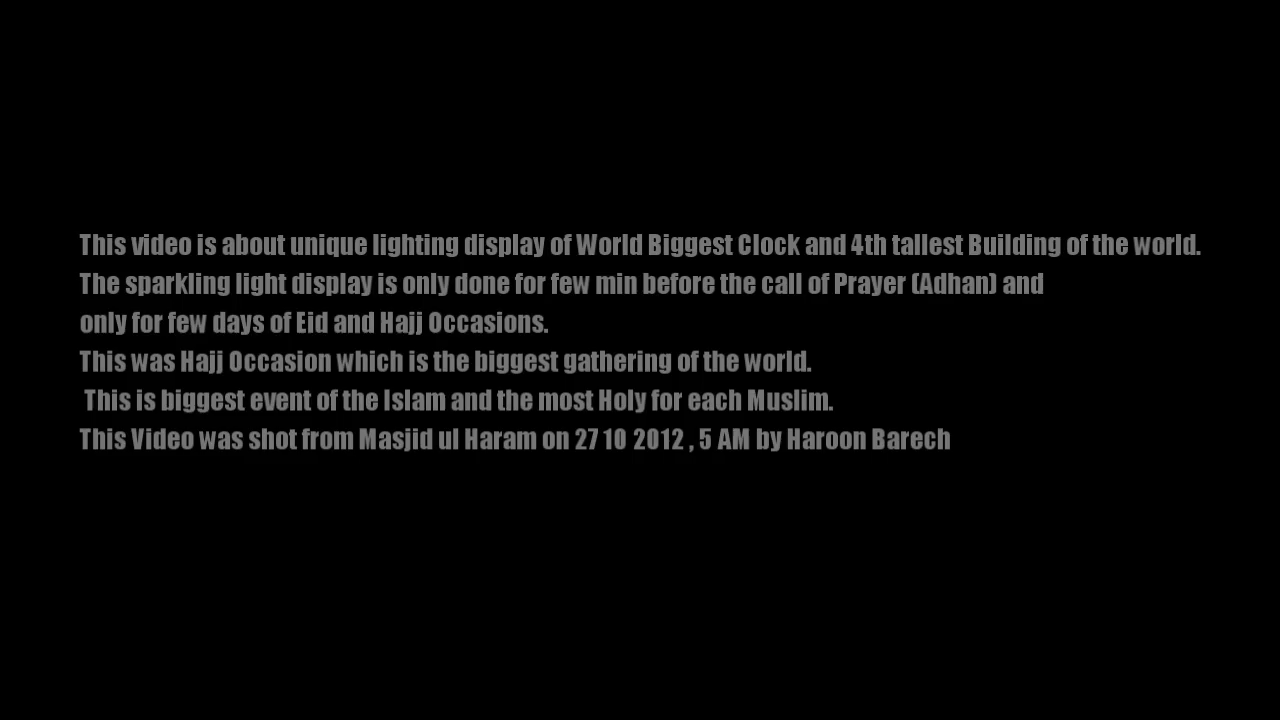 This video is about unique lighting display of World Biggest Clock and 4th tallest Building of the world.
The sparkling light display is only done for few min before the call of Prayer (Adhan) and
only for few days of Eid and Hajj Occasions.
This was Hajj Occasion which is the biggest gathering of the world.
This is biggest event of the Islam and the most Holy for each Muslim.
This Video was shot from Masjid ul Haram on 27 10 2012 , 5 AM by Haroon Barech